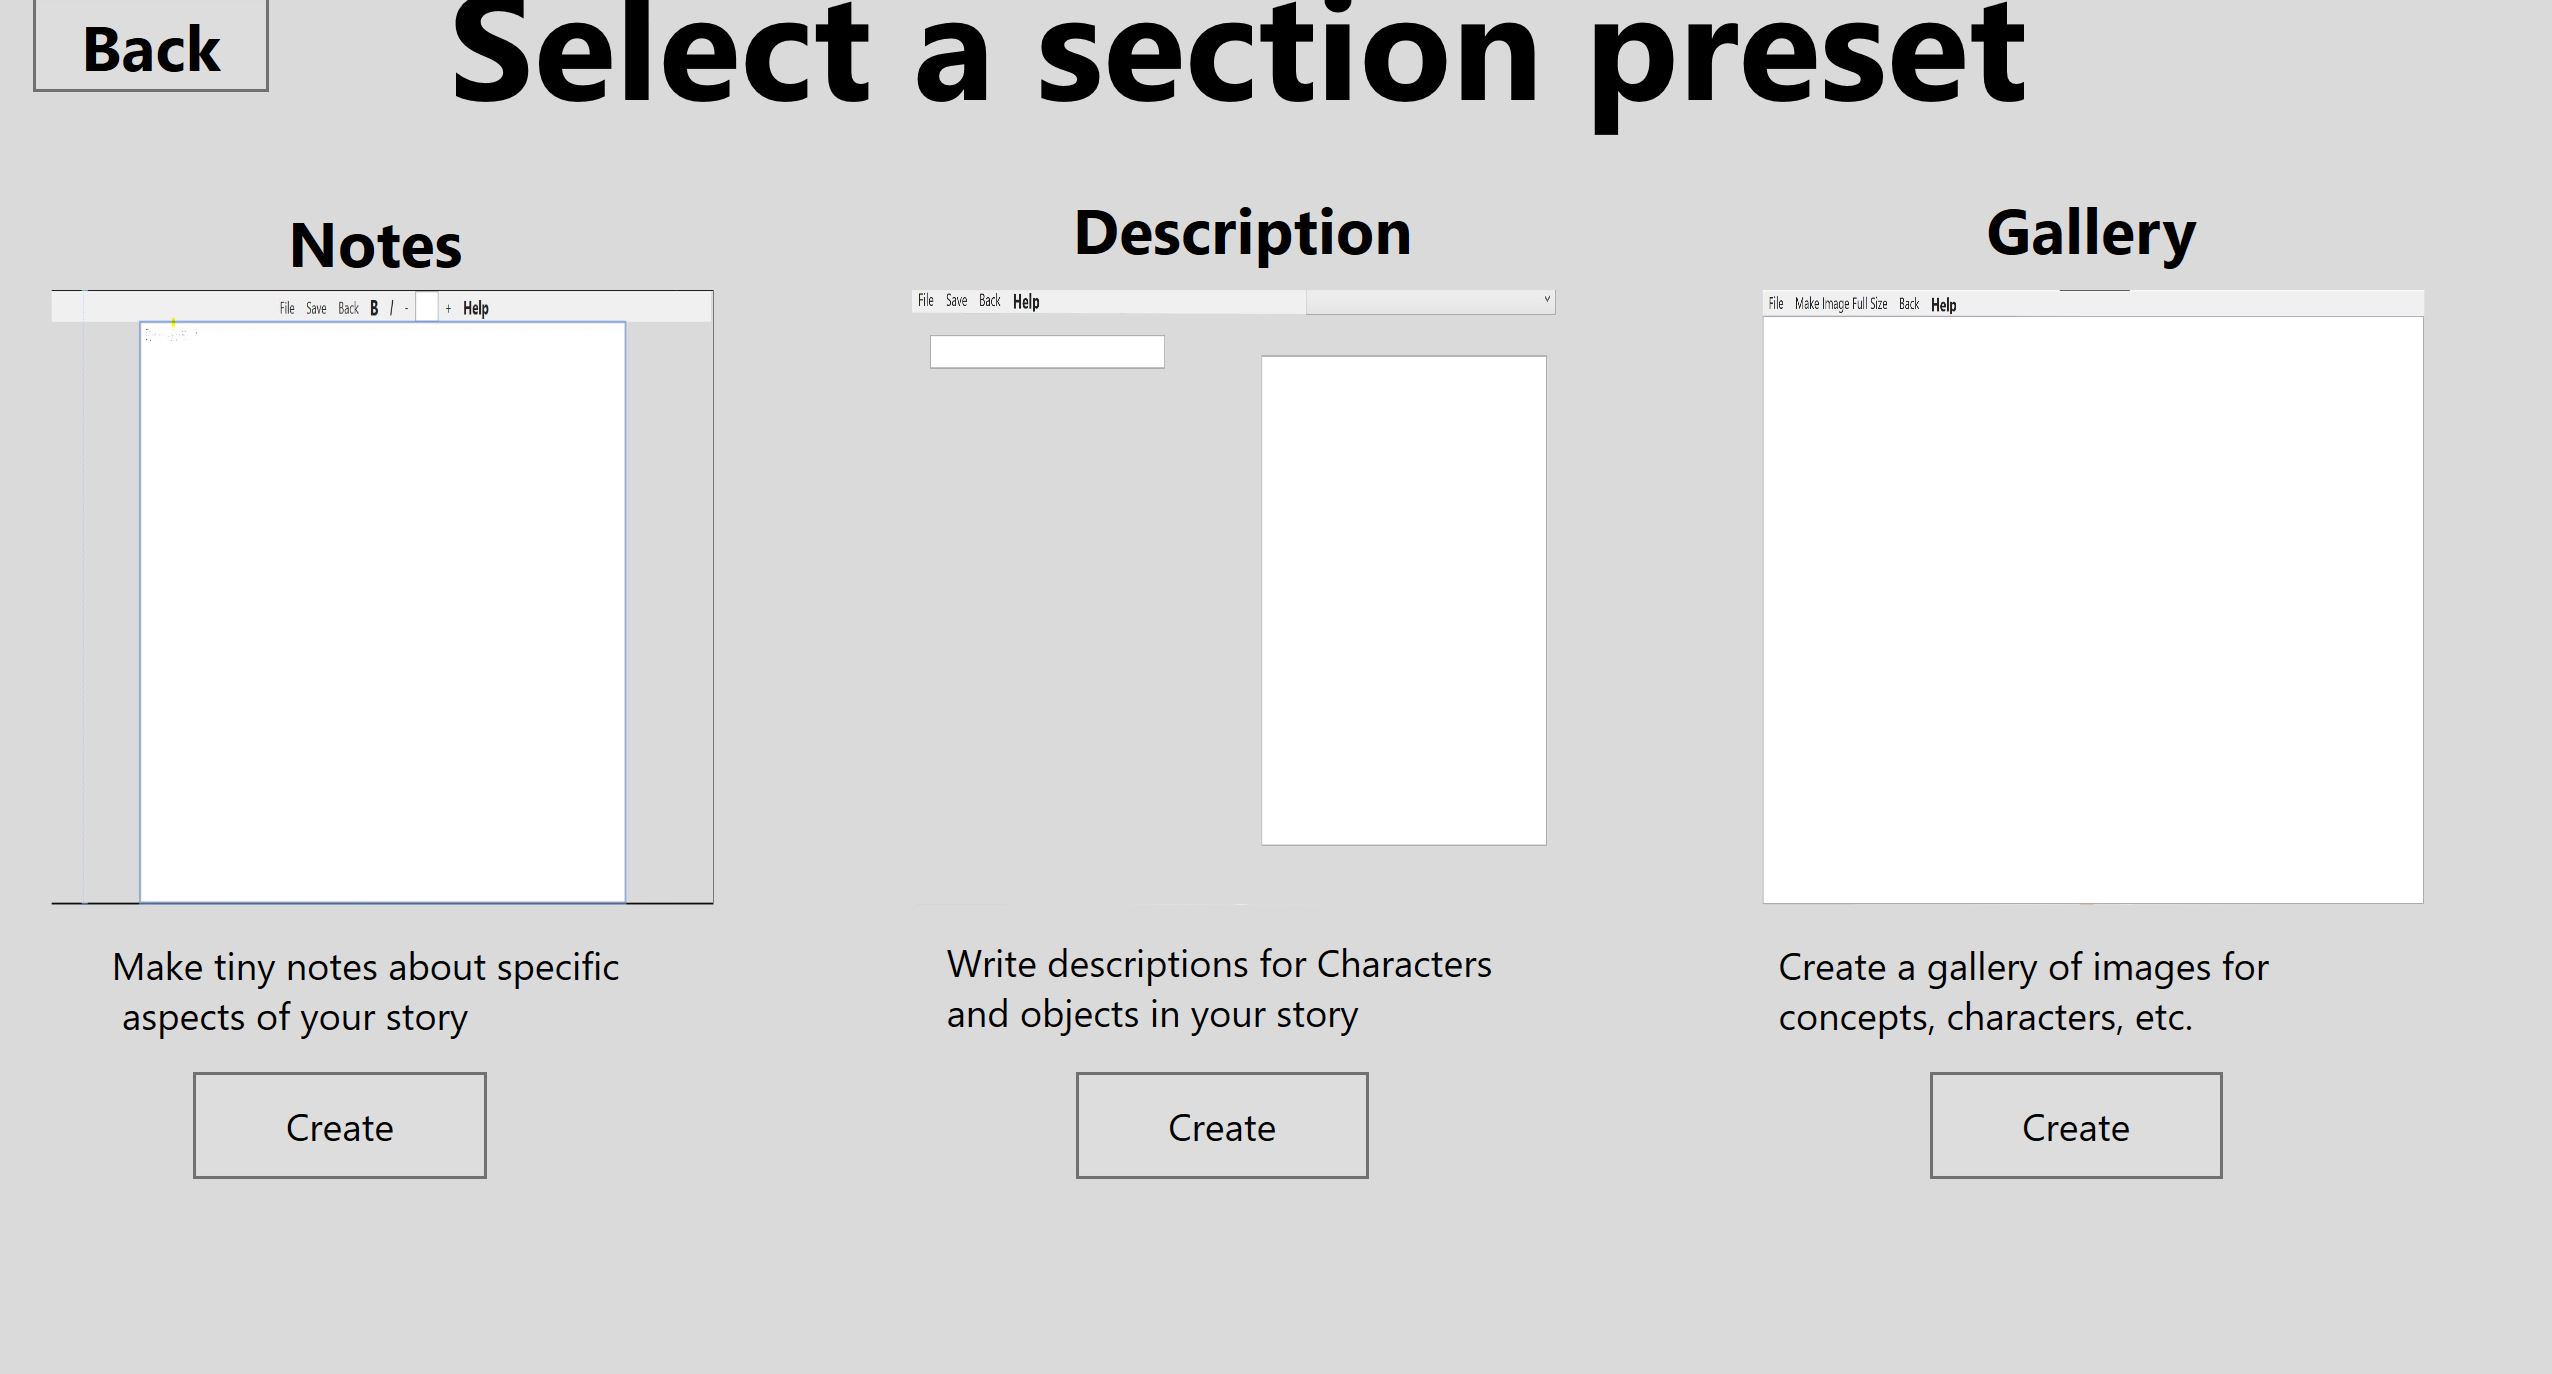 Back
Select a section preset
Notes
Description
Gallery
File Save Back B I - + Help
File Save Back Help
File Make Image Full Size Back Help
Make tiny notes about specific
aspects of your story
Write descriptions for Characters
and objects in your story
Create a gallery of images for
concepts, characters, etc.
Create
Create
Create